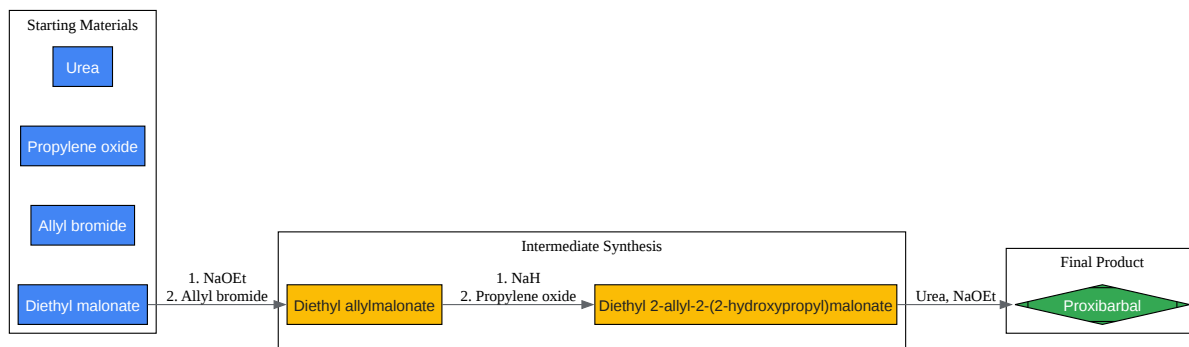 Starting Materials
Urea
Propylene oxide
Allyl bromide
Diethyl malonate
1. NaOEt
2. Allyl bromide
Intermediate Synthesis
Diethyl allylmalonate
1. NaH
2. Propylene oxide
Diethyl 2-allyl-2-(2-hydroxypropyl)malonate
Urea, NaOEt
Final Product
Proxibarbal